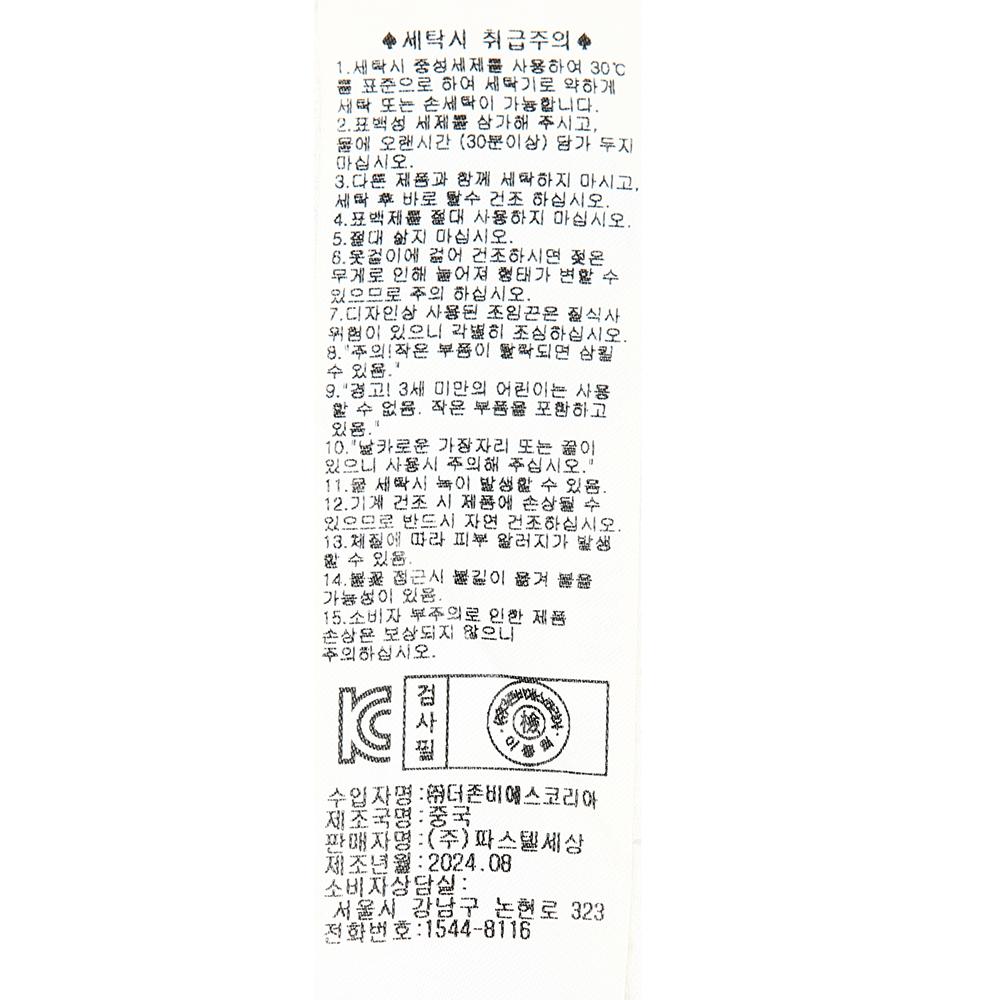 ♠세탁시 취급주의♠
1.세탁시 중성세제를 사용하여 30℃
를 표준으로 하여 세탁기로 약하게
세탁 또는 손세탁이 가능합니다.
2.표백성 세제를 삼가해 주시고,
물에 오랜시간 (30분이상) 담가 두지
마십시오.
3.다른 제품과 함께 세탁하지 마시고,
세탁 후 바로 탈수 건조 하십시오.
4.표백제를 절대 사용하지 마십시오.
5.절대 삶지 마십시오.
6.옷걸이에 걸어 건조하시면 젖은
무게로 인해 늘어져 형태가 변할 수
있으므로 주의 하십시오.
7.디자인상 사용된 조임끈은 질식사
위험이 있으니 각별히 조심하십시오.
8."주의!작은 부품이 탈락되면 삼킬
수 있음."
9."경고! 3세 미만의 어린이는 사용
할 수 없음. 작은 부품을 포함하고
있음."
10."날카로운 가장자리 또는 끝이
있으니 사용시 주의해 주십시오."
11.물 세탁시 녹이 발생할 수 있음.
12.기계 건조 시 제품에 손상될 수
있으므로 반드시 자연 건조하십시오.
13.체질에 따라 피부 알러지가 발생
할 수 있음.
14.불꽃 접근시 불길이 옮겨 붙을
가능성이 있음.
15.소비자 부주의로 인한 제품
손상은 보상되지 않으니
주의하십시오.
KC
검사필
檢
수입자명:㈜더존비에스코리아
제조국명:중국
판매자명:(주)파스텔세상
제조년월:2024.08
소비자상담실:
서울시 강남구 논현로 323
전화번호:1544-8116